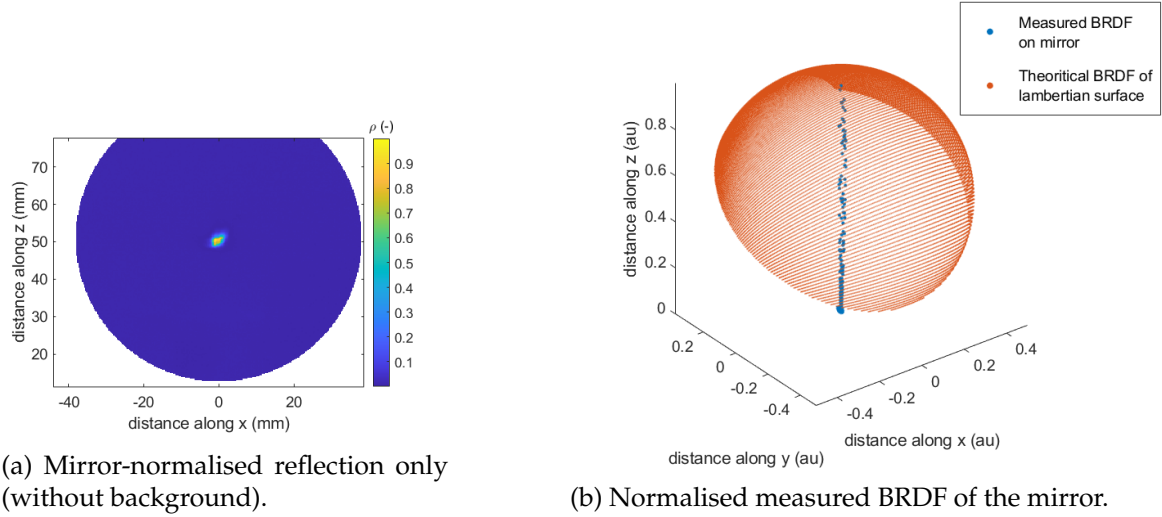 ρ (-)
70
60
50
40
30
20
0.9
0.8
0.7
0.6
0.5
0.4
0.3
0.2
0.1
-40
-20
0
20
distance along z (mm)
distance along x (mm)
(a) Mirror-normalised reflection only
(without background).
Measured BRDF
on mirror
Theoritical BRDF of
lambertian surface
0.8
0.6
0.4
0.2
0
distance along z (au)
0.2
0
-0.2
-0.4
distance along y (au)
-0.4
-0.2
0
0.2
0.4
distance along x (au)
(b) Normalised measured BRDF of the mirror.